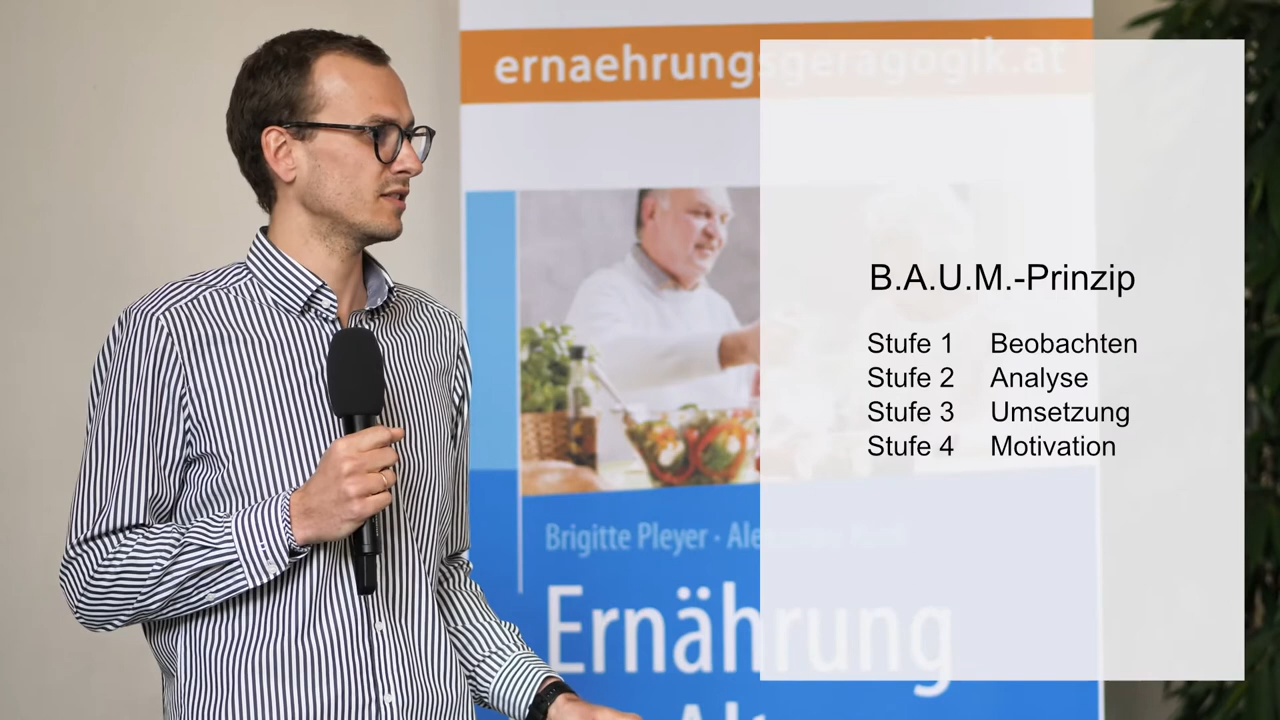 ernaehrungsgeragogik.at
B.A.U.M.-Prinzip
Stufe 1 Beobachten
Stufe 2 Analyse
Stufe 3 Umsetzung
Stufe 4 Motivation
Brigitte Pleyer ·
Ernährung